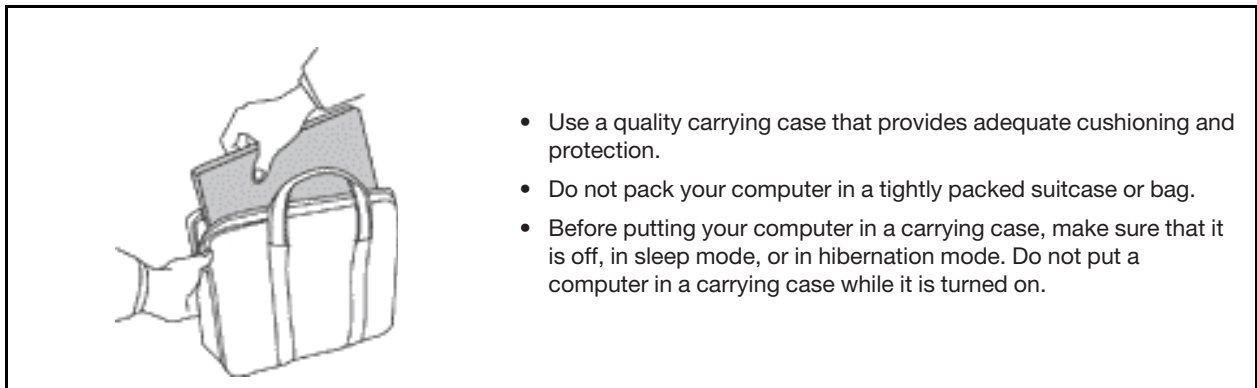 • Use a quality carrying case that provides adequate cushioning and
protection.
• Do not pack your computer in a tightly packed suitcase or bag.
• Before putting your computer in a carrying case, make sure that it
is off, in sleep mode, or in hibernation mode. Do not put a
computer in a carrying case while it is turned on.